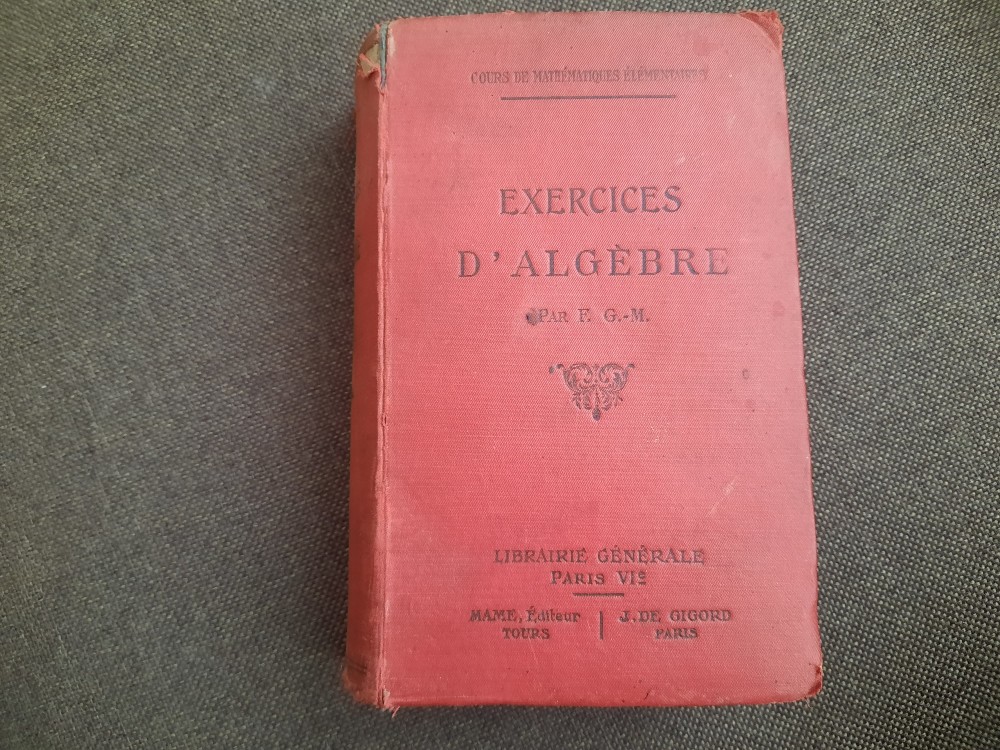 COURS DE MATHÉMATIQUES ÉLÉMENTAIRES
EXERCICES
D'ALGÈBRE
PAR F. G.-M.
LIBRAIRIE GÉNÉRALE
PARIS VIe
MAME, Éditeur | J. DE GIGORD
TOURS | PARIS